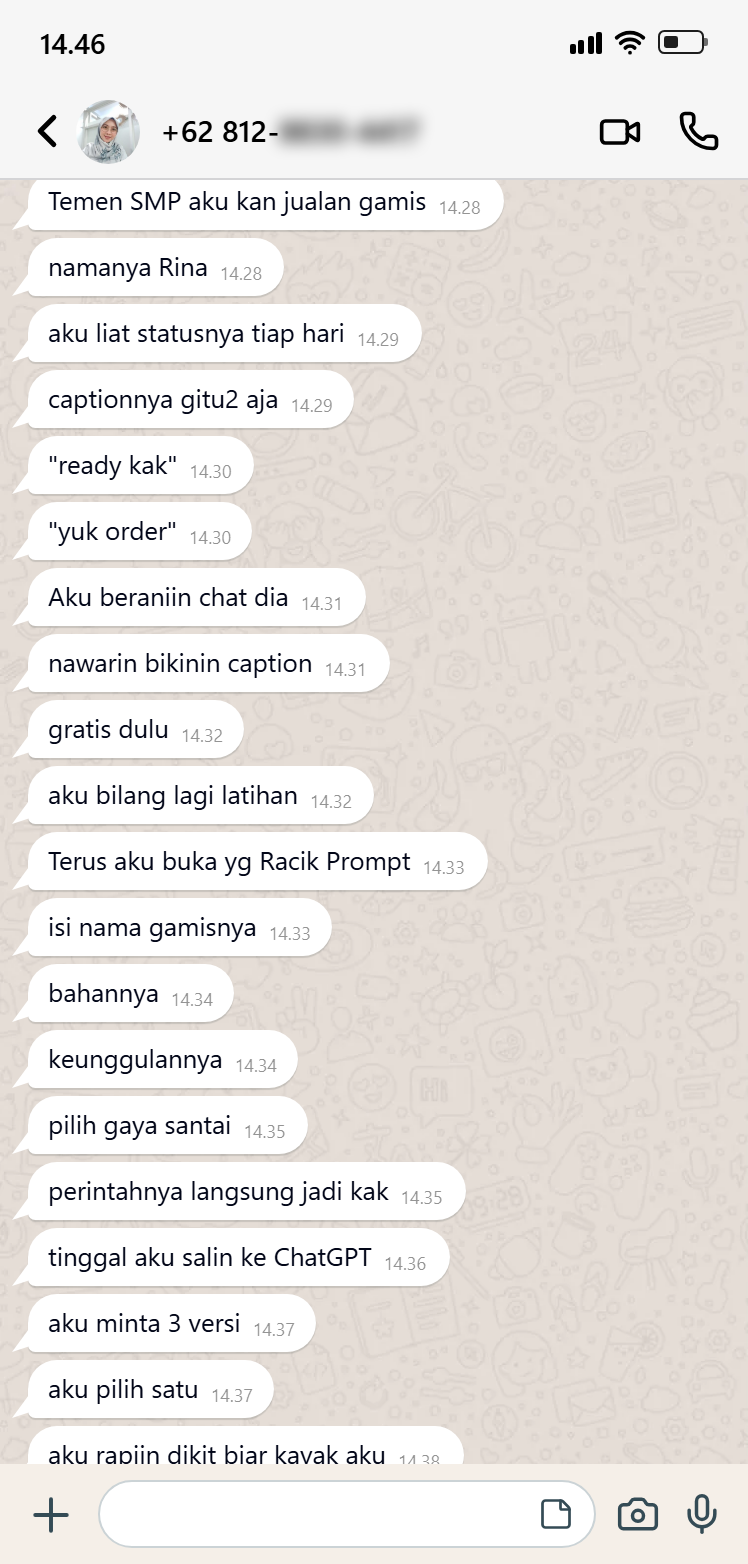 14.46
+62 812-
Temen SMP aku kan jualan gamis 14.28
namanya Rina 14.28
aku liat statusnya tiap hari 14.29
captionnya gitu2 aja 14.29
"ready kak" 14.30
"yuk order" 14.30
Aku beraniin chat dia 14.31
nawarin bikinin caption 14.31
gratis dulu 14.32
aku bilang lagi latihan 14.32
Terus aku buka yg Racik Prompt 14.33
isi nama gamisnya 14.33
bahannya 14.34
keunggulannya 14.34
pilih gaya santai 14.35
perintahnya langsung jadi kak 14.35
tinggal aku salin ke ChatGPT 14.36
aku minta 3 versi 14.37
aku pilih satu 14.37
aku rapiin dikit biar kayak aku 14.38